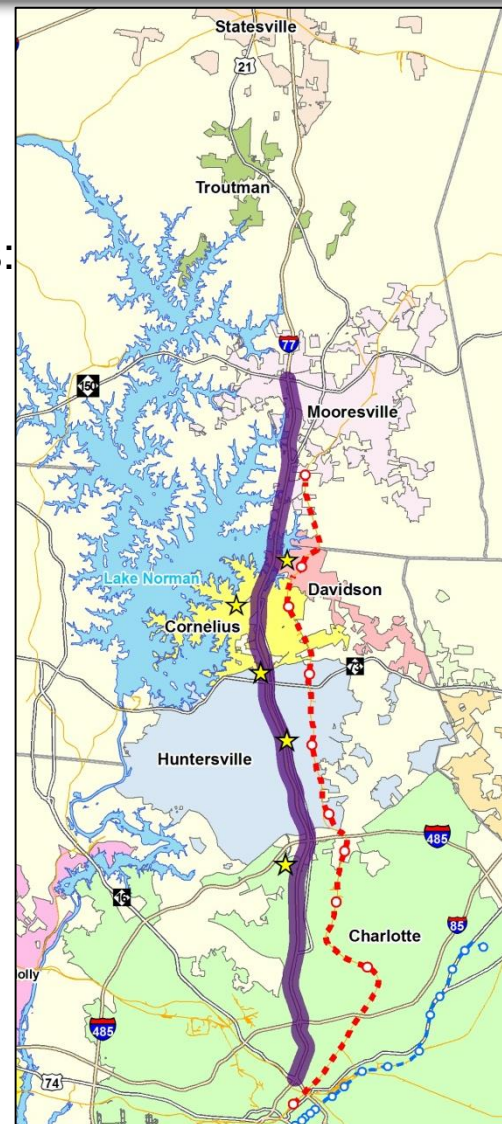 Statesville
21
Troutman
77
150
Mooresville
Lake Norman
Davidson
Cornelius
73
Huntersville
485
16
85
Charlotte
olly
485
74